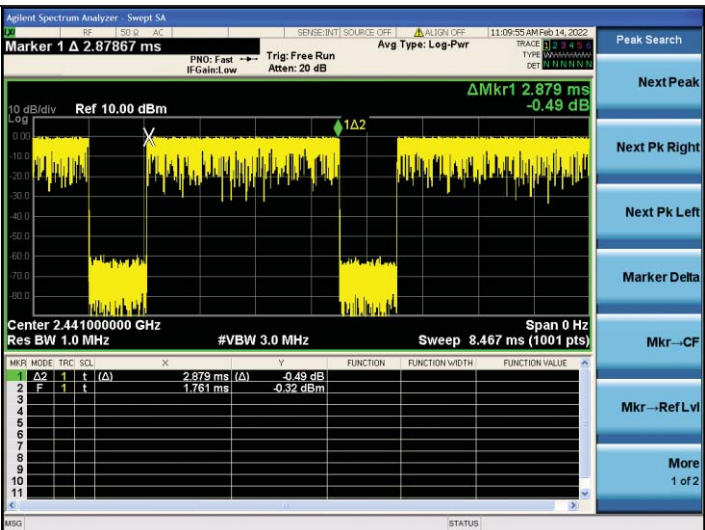 Agilent Spectrum Analyzer - Swept SA
RF 50 Ω AC SENSE:INT SOURCE OFF ALIGN OFF 11:09:55 AM Feb 14, 2022
Marker 1 Δ 2.87867 ms
PNO: Fast
IFGain:Low
Trig: Free Run
Atten: 20 dB
Avg Type: Log-Pwr
TRACE 1 2 3 4 5 6
TYPE WWWWWW
DET N N N N N N
Peak Search
Next Peak
Next Pk Right
Next Pk Left
Marker Delta
Mkr→CF
Mkr→Ref Lvl
More
1 of 2
ΔMkr1 2.879 ms
-0.49 dB
10 dB/div Ref 10.00 dBm
Log
0.00
-10.0
-20.0
-30.0
-40.0
-50.0
-60.0
-70.0
-80.0
X
1Δ2
Center 2.441000000 GHz Span 0 Hz
Res BW 1.0 MHz #VBW 3.0 MHz Sweep 8.467 ms (1001 pts)
MKR MODE TRC SCL X Y FUNCTION FUNCTION WIDTH FUNCTION VALUE
1 Δ2 1 t (Δ) 2.879 ms (Δ) -0.49 dB
2 F 1 t 1.761 ms -0.32 dBm
3
4
5
6
7
8
9
10
11
MSG STATUS